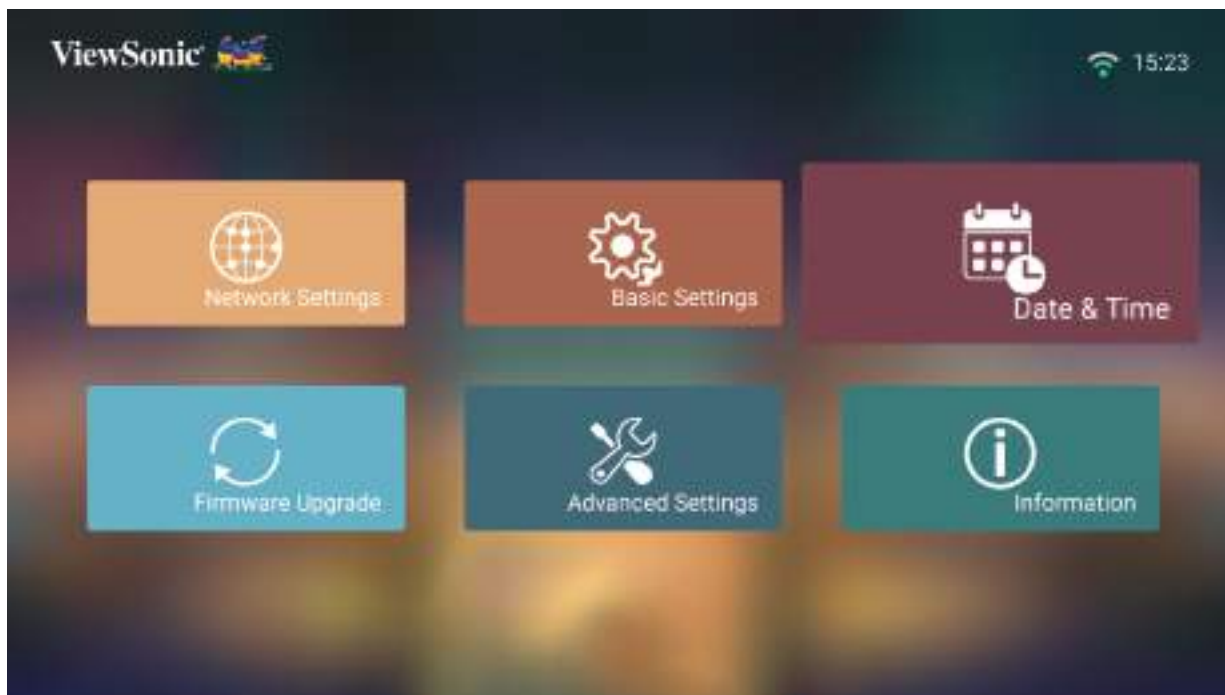 ViewSonic
15:23
Network Settings
Basic Settings
Date & Time
Firmware Upgrade
Advanced Settings
Information